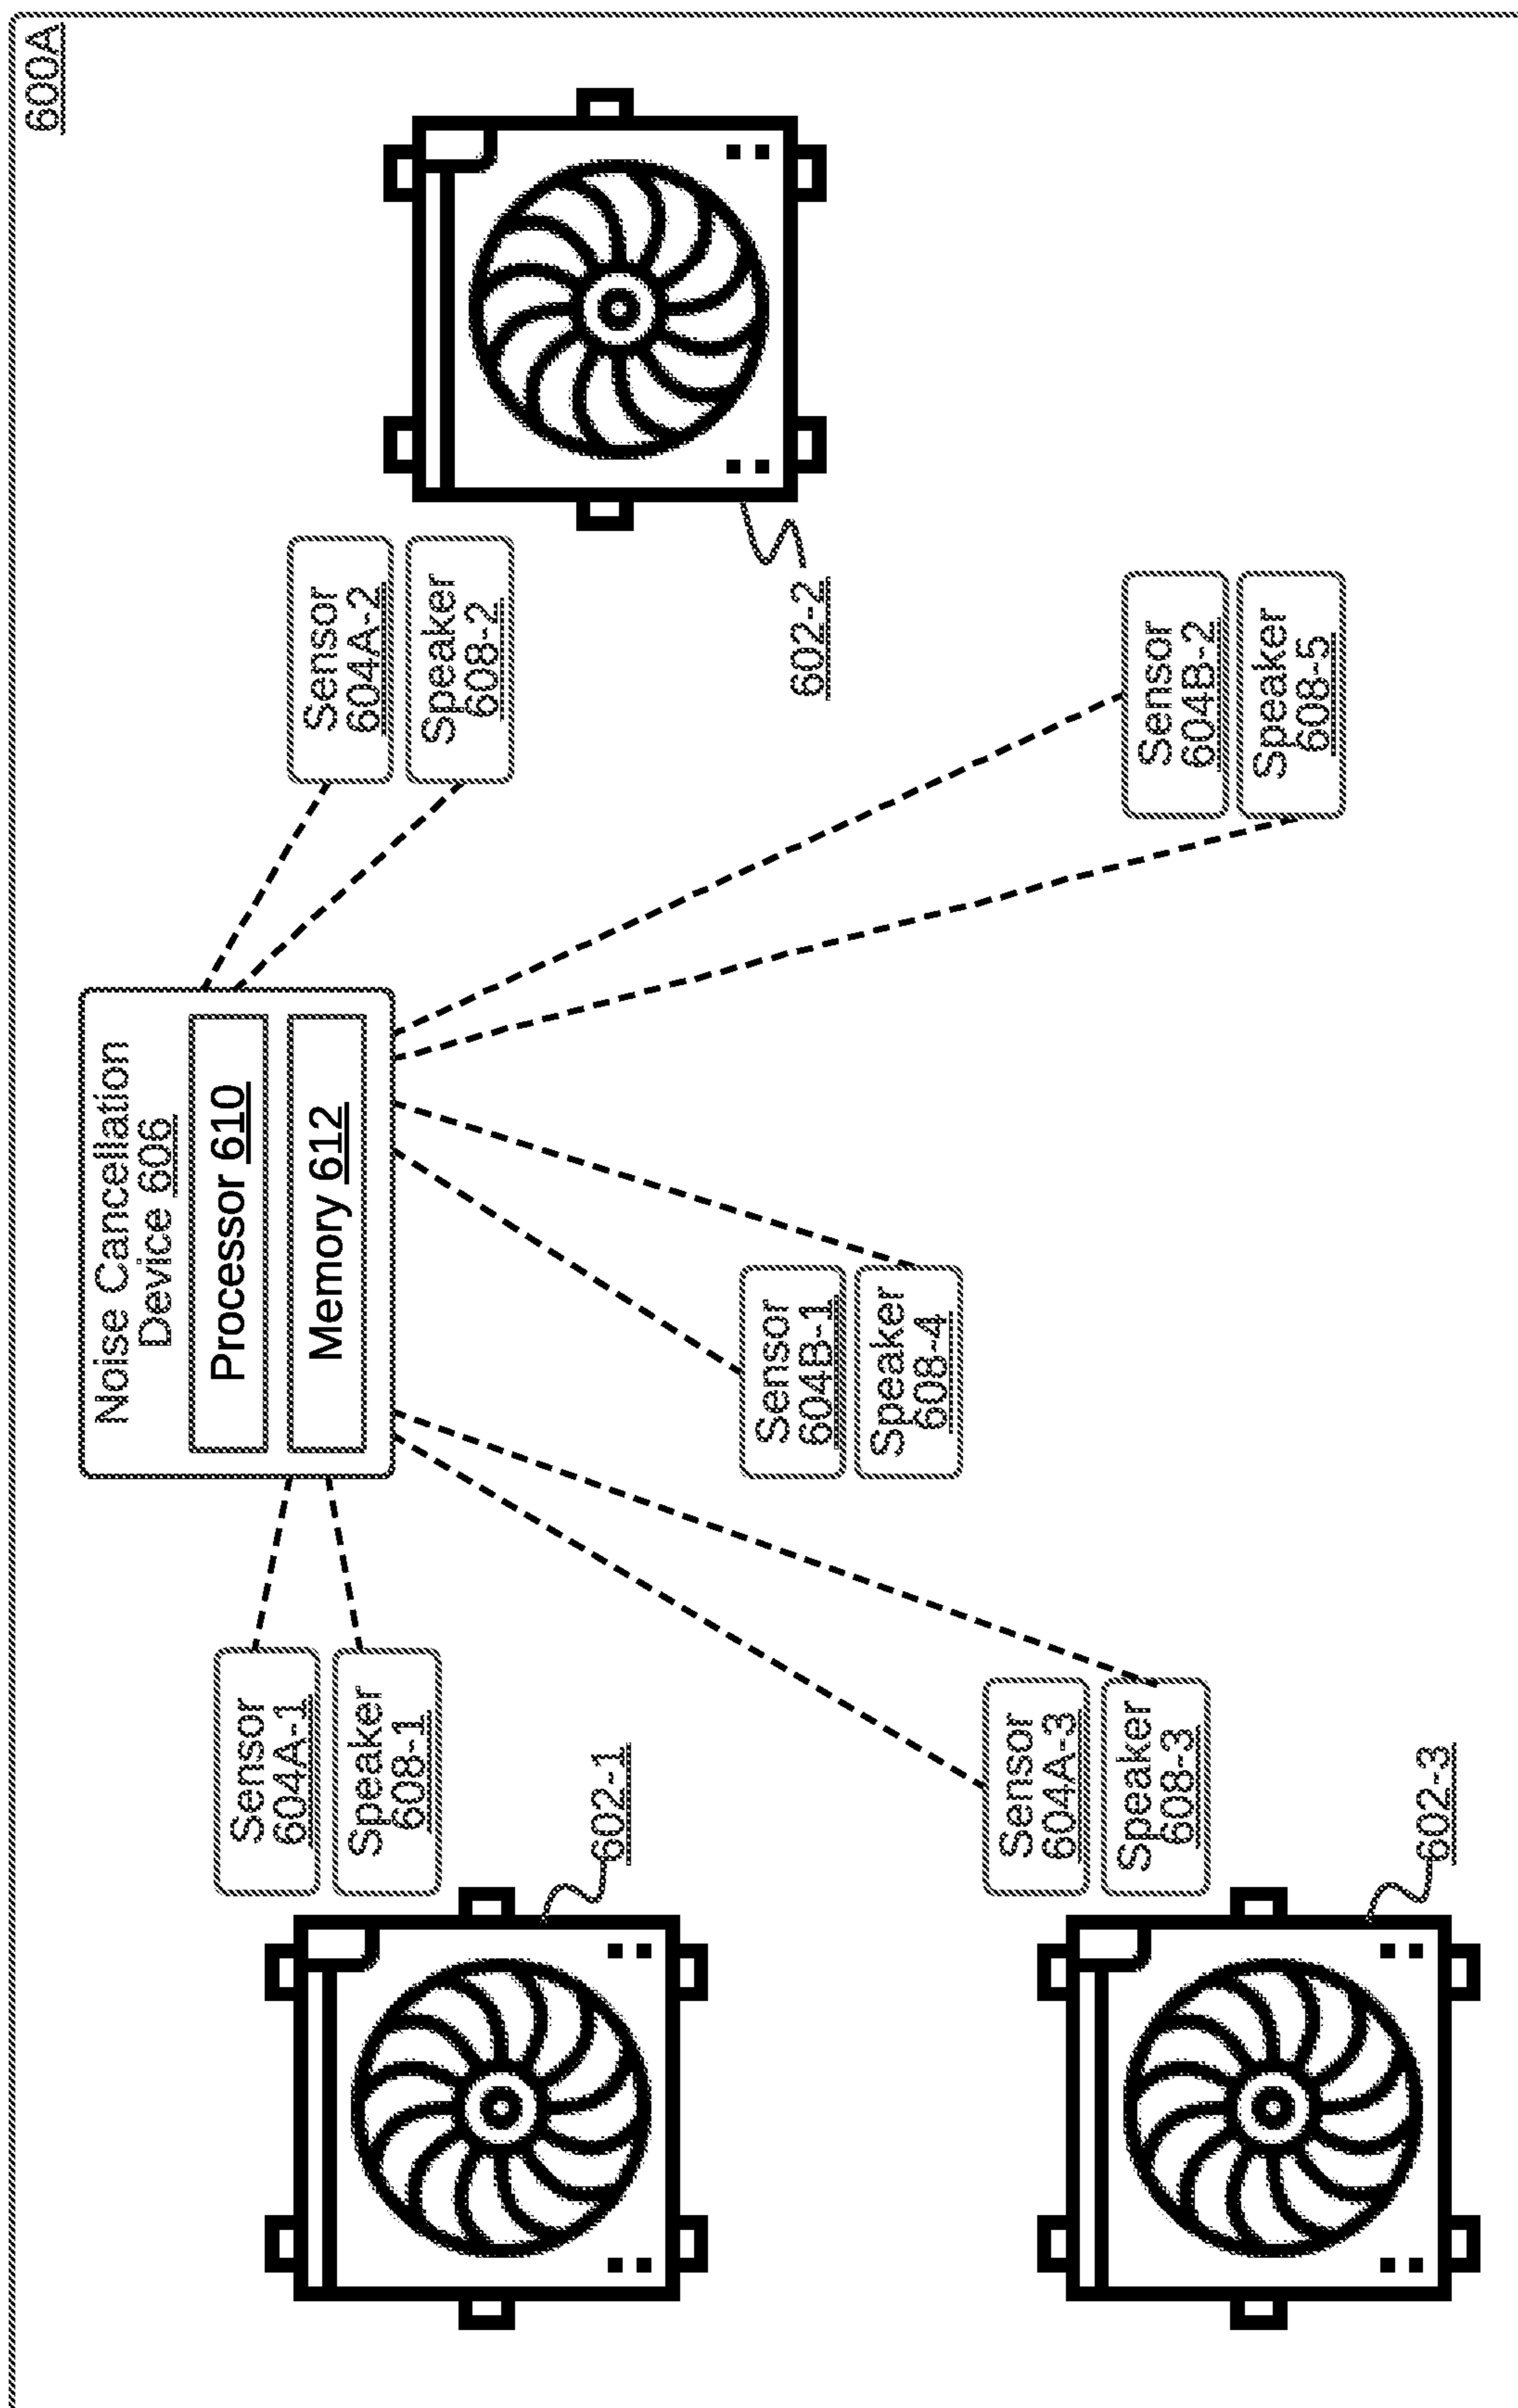 600A
Noise Cancellation
Device 606
Processor 610
Memory 612
Sensor
604A-1
Speaker
608-1
Sensor
604A-2
Speaker
608-2
602-1
602-2
Sensor
604B-1
Speaker
608-4
Sensor
604A-3
Speaker
608-3
Sensor
604B-2
Speaker
608-5
602-3